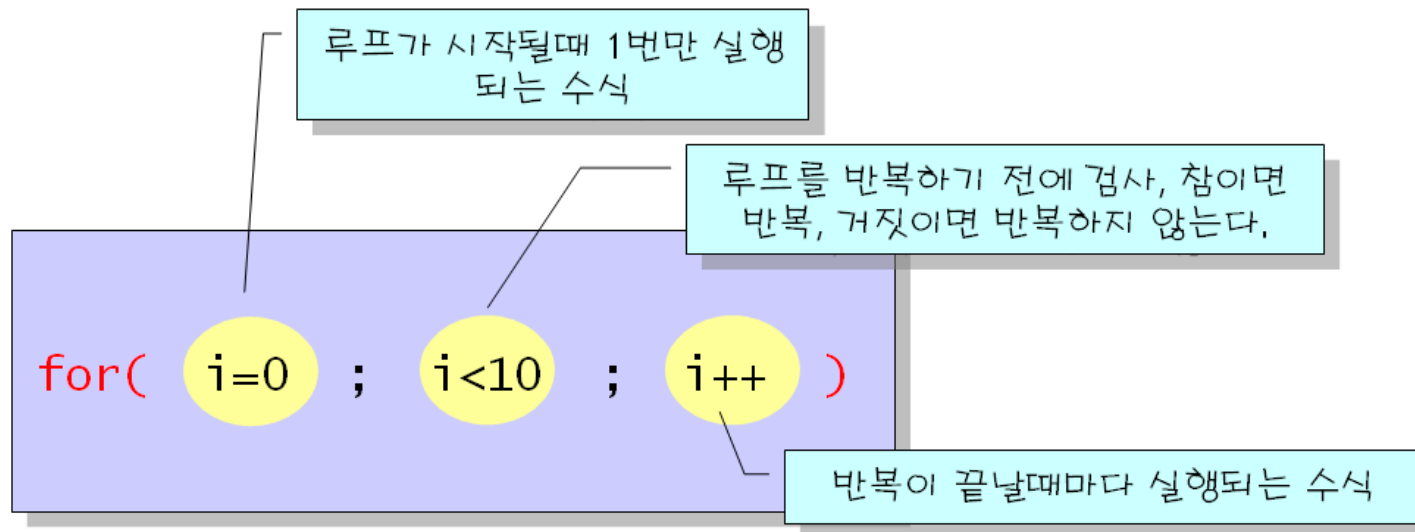 루프가 시작될때 1번만 실행
되는 수식
루프를 반복하기 전에 검사, 참이면
반복, 거짓이면 반복하지 않는다.
for( i=0 ; i<10 ; i++ )
반복이 끝날때마다 실행되는 수식